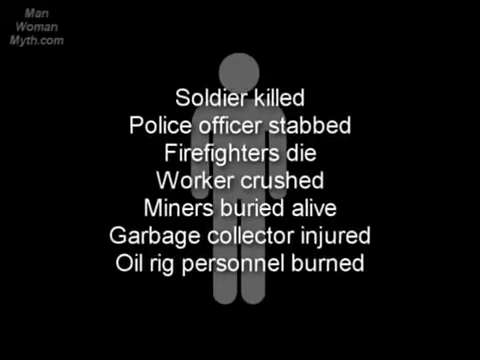 Man
Woman
Myth.com
Soldier killed
Police officer stabbed
Firefighters die
Worker crushed
Miners buried alive
Garbage collector injured
Oil rig personnel burned